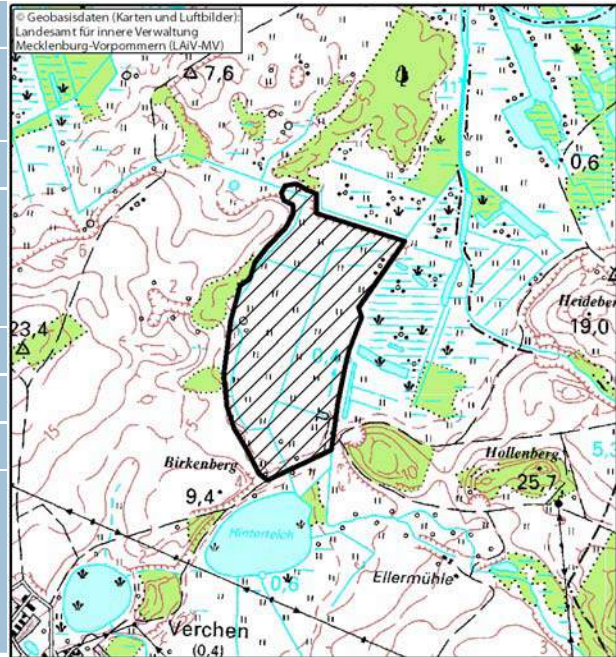 © Geobasisdaten (Karten und Luftbilder):
Landesamt für innere Verwaltung
Mecklenburg-Vorpommern (LAiV-MV)
7,6
0,6
Heideber
19,0
23,4
0,4
Birkenberg
9,4
Hollenberg
25,7
5,
Hinterteich
0,6
Ellermühle
Verchen
(0,4)